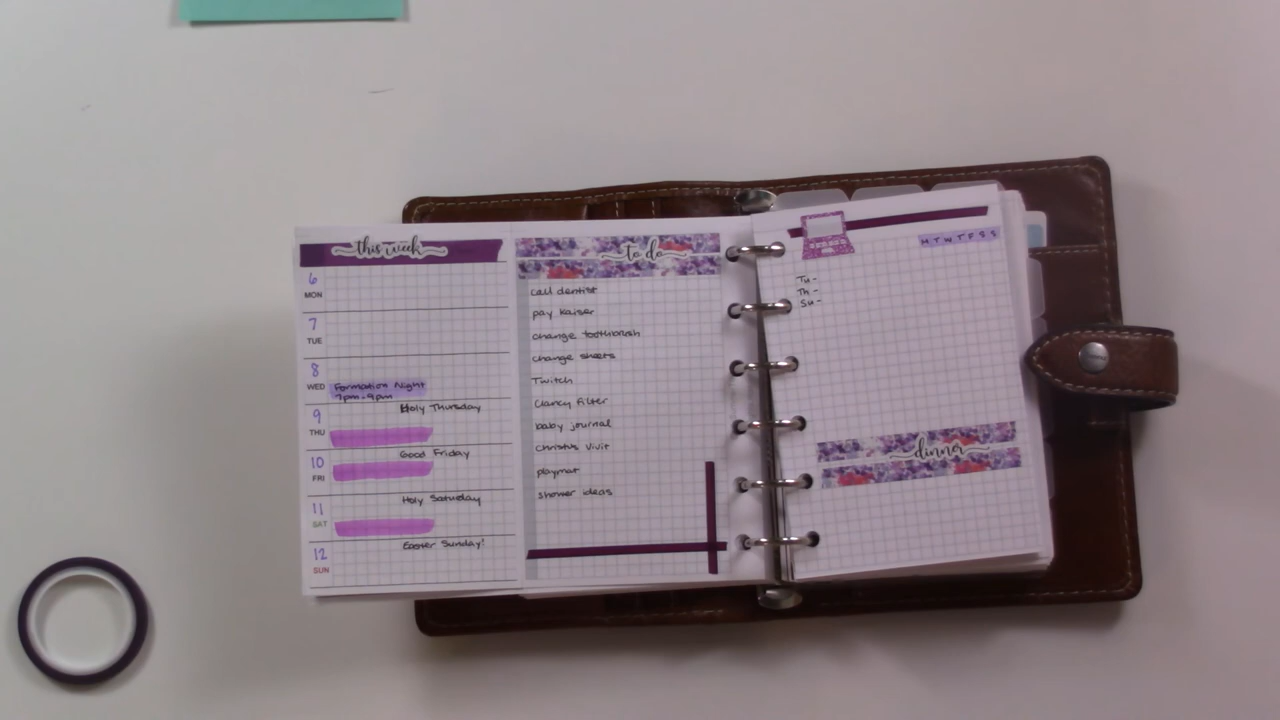 this week
6
MON
7
TUE
8
WED
Formation Night
7pm-9pm
9
THU
Holy Thursday
10
FRI
Good Friday
11
SAT
Holy Saturday
12
SUN
Easter Sunday!
to do
call dentist
pay Kaiser
change toothbrush
change sheets
Twitch
Clancy Filter
baby journal
Christus Vivit
playmat
shower ideas
M T W T F S S
Tu-
Th-
Su-
dinner